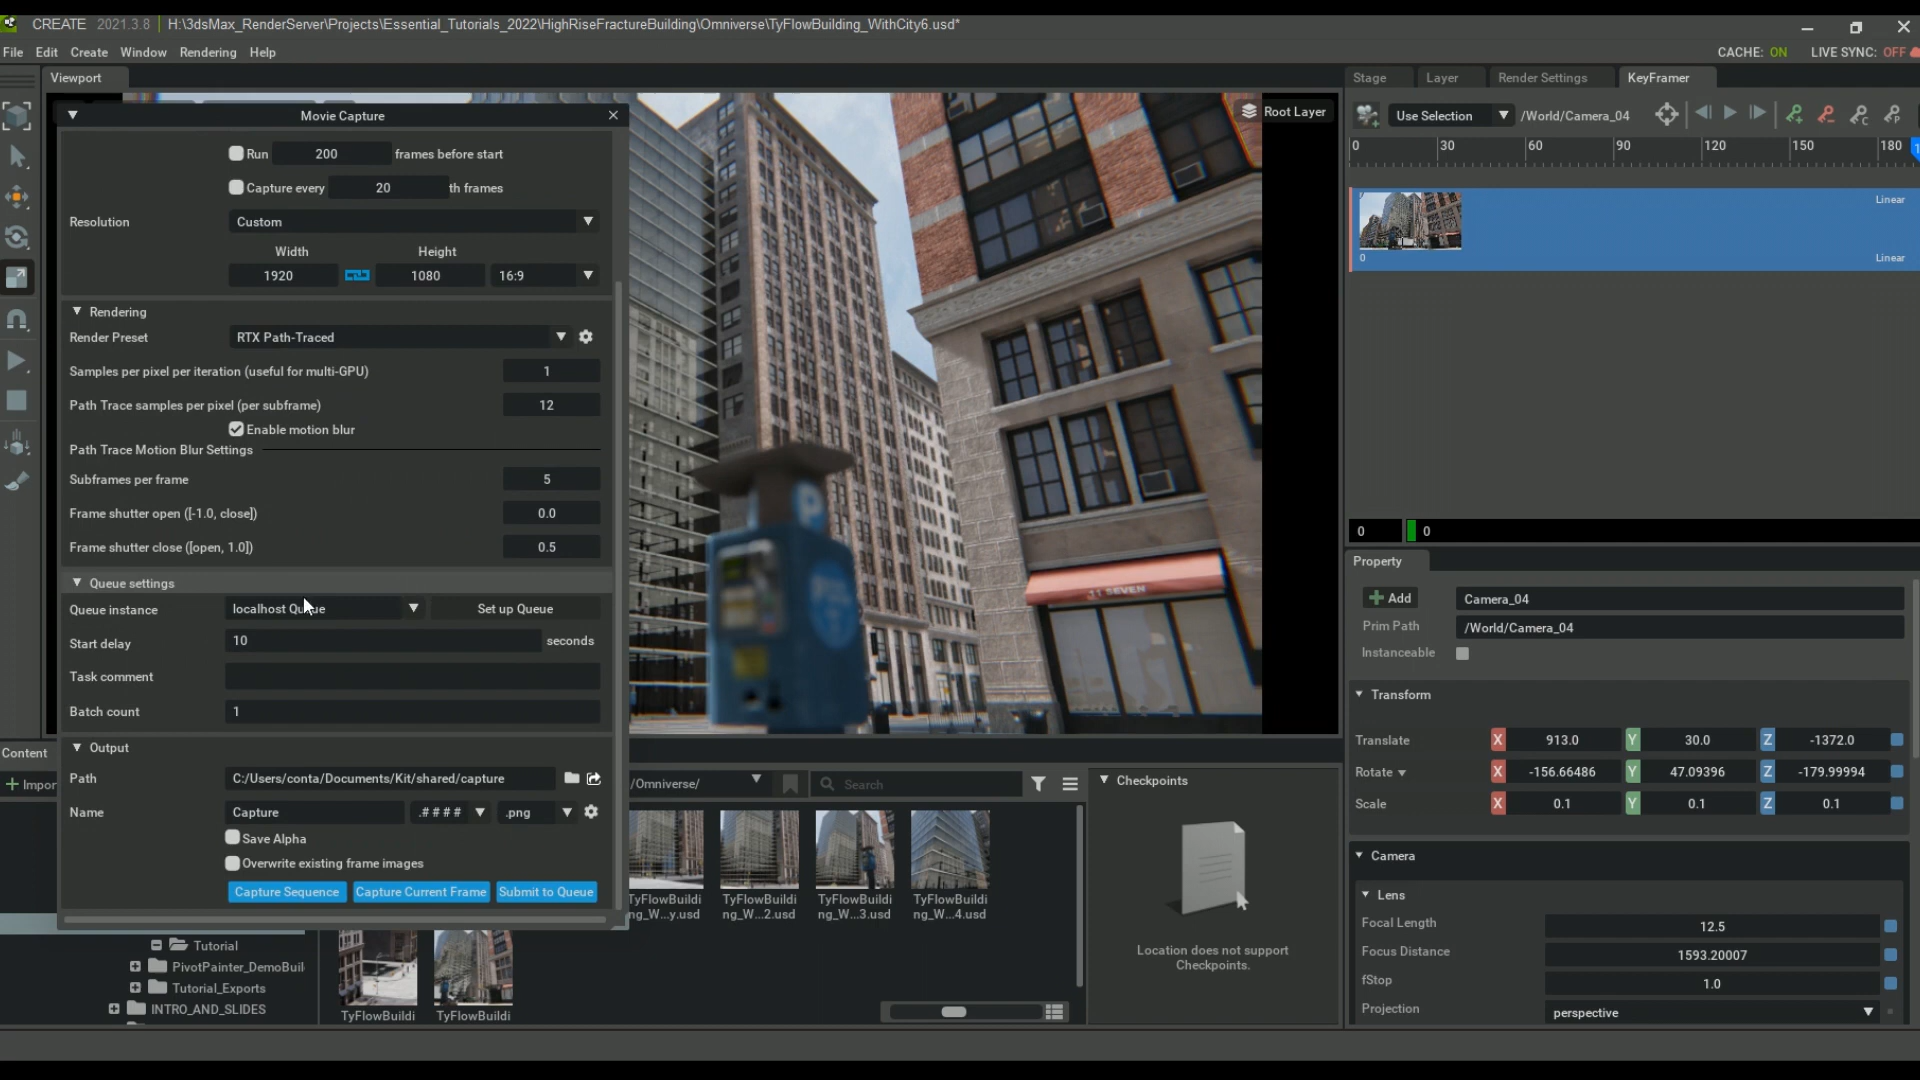 CREATE 2021.3.8 | H:\3dsMax_RenderServer\Projects\Essential_Tutorials_2022\HighRiseFractureBuilding\Omniverse\TyFlowBuilding_WithCity6.usd*
File Edit Create Window Rendering Help
CACHE: ON LIVE SYNC: OFF
Viewport
Stage Layer Render Settings KeyFramer
Movie Capture
Root Layer
Use Selection /World/Camera_04
0 30 60 90 120 150 180
Run 200 frames before start
Capture every 20 th frames
Linear
Resolution Custom
Width Height
1920 1080 16:9
0 Linear
Rendering
Render Preset RTX Path-Traced
Samples per pixel per iteration (useful for multi-GPU) 1
Path Trace samples per pixel (per subframe) 12
Enable motion blur
Path Trace Motion Blur Settings
Subframes per frame 5
Frame shutter open ([-1.0, close]) 0.0
Frame shutter close ([open, 1.0]) 0.5
P
SEVEN
0 0
Queue settings
Queue instance localhost Queue Set up Queue
Start delay 10 seconds
Task comment
Batch count 1
Output
Path C:/Users/conta/Documents/Kit/shared/capture
Name Capture .#### .png
Save Alpha
Overwrite existing frame images
Capture Sequence Capture Current Frame Submit to Queue
Property
Add Camera_04
Prim Path /World/Camera_04
Instanceable
Transform
Translate X 913.0 Y 30.0 Z -1372.0
Rotate X -156.66486 Y 47.09396 Z -179.99994
Scale X 0.1 Y 0.1 Z 0.1
Camera
Lens
Focal Length 12.5
Focus Distance 1593.20007
fStop 1.0
Projection perspective
Content
+ Impor
/Omniverse/ Search
Checkpoints
TyFlowBuildi TyFlowBuildi TyFlowBuildi TyFlowBuildi
ng_W...y.usd ng_W...2.usd ng_W...3.usd ng_W...4.usd
Location does not support
Checkpoints.
Tutorial
PivotPainter_DemoBuil
Tutorial_Exports
INTRO_AND_SLIDES
TyFlowBuildi TyFlowBuildi